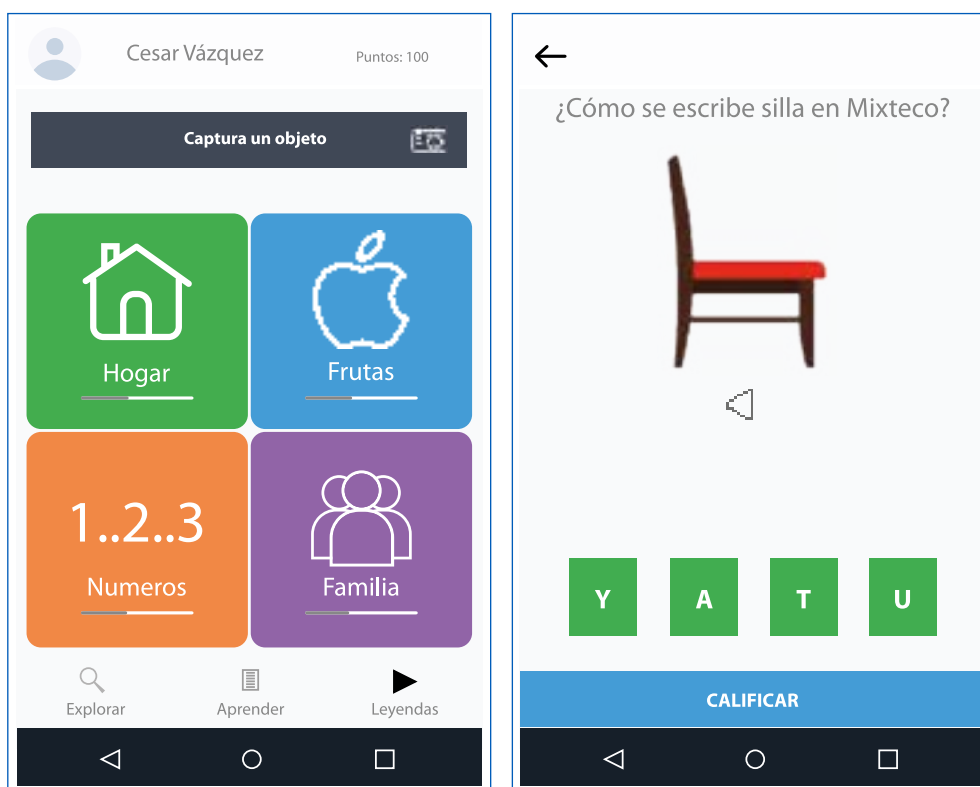 Cesar Vázquez
Puntos: 100
Captura un objeto
Hogar
Frutas
1..2..3
Numeros
Familia
Explorar
Aprender
Leyendas
¿Cómo se escribe silla en Mixteco?
Y A T U
CALIFICAR